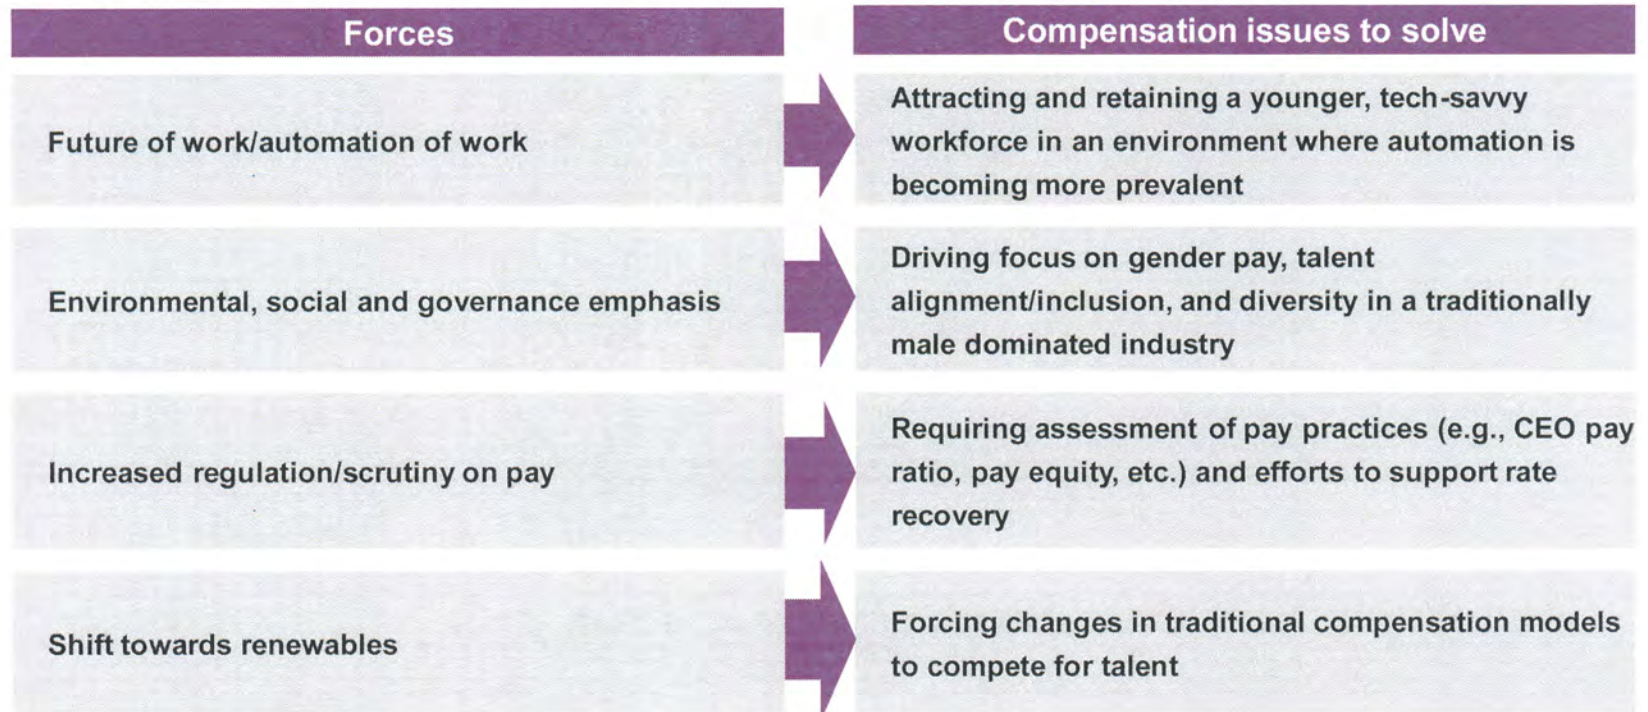 Forces
Compensation issues to solve
Future of work/automation of work
Attracting and retaining a younger, tech-savvy
workforce in an environment where automation is
becoming more prevalent
Environmental, social and governance emphasis
Driving focus on gender pay, talent
alignment/inclusion, and diversity in a traditionally
male dominated industry
Increased regulation/scrutiny on pay
Requiring assessment of pay practices (e.g., CEO pay
ratio, pay equity, etc.) and efforts to support rate
recovery
Shift towards renewables
Forcing changes in traditional compensation models
to compete for talent